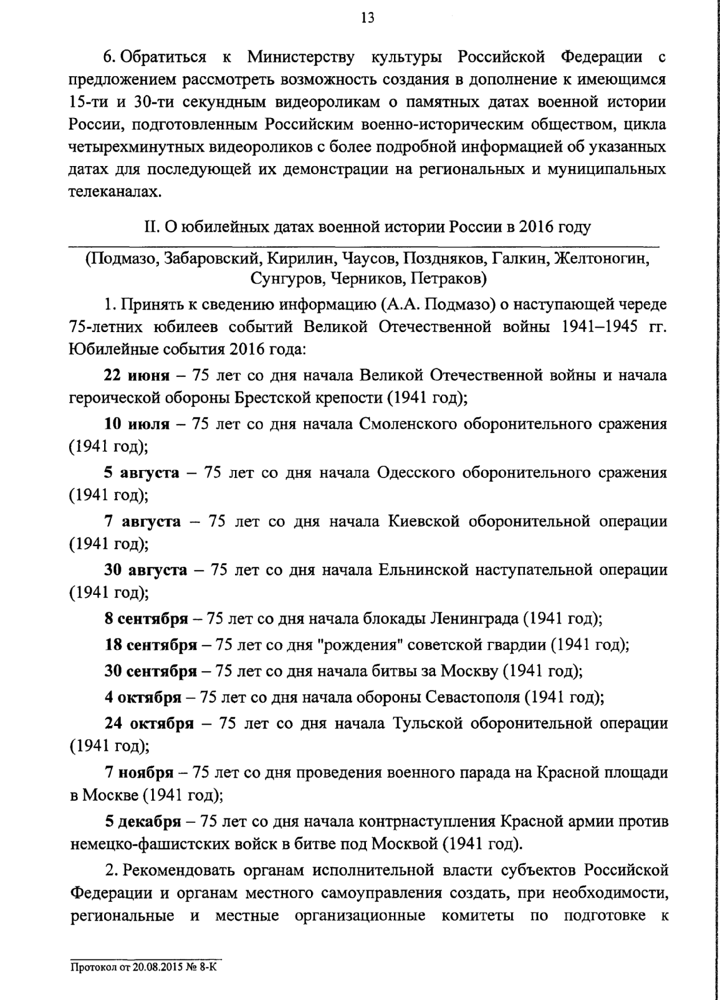 13
6. Обратиться к Министерству культуры Российской Федерации с
предложением рассмотреть возможность создания в дополнение к имеющимся
15-ти и 30-ти секундным видеороликам о памятных датах военной истории
России, подготовленным Российским военно-историческим обществом, цикла
четырехминутных видеороликов с более подробной информацией об указанных
датах для последующей их демонстрации на региональных и муниципальных
телеканалах.
II. О юбилейных датах военной истории России в 2016 году
(Подмазо, Забаровский, Кирилин, Чаусов, Поздняков, Галкин, Желтоногин,
Сунгуров, Черников, Петраков)
1. Принять к сведению информацию (А.А. Подмазо) о наступающей череде
75-летних юбилеев событий Великой Отечественной войны 1941–1945 гг.
Юбилейные события 2016 года:
22 июня – 75 лет со дня начала Великой Отечественной войны и начала
героической обороны Брестской крепости (1941 год);
10 июля – 75 лет со дня начала Смоленского оборонительного сражения
(1941 год);
5 августа – 75 лет со дня начала Одесского оборонительного сражения
(1941 год);
7 августа – 75 лет со дня начала Киевской оборонительной операции
(1941 год);
30 августа – 75 лет со дня начала Ельнинской наступательной операции
(1941 год);
8 сентября – 75 лет со дня начала блокады Ленинграда (1941 год);
18 сентября – 75 лет со дня "рождения" советской гвардии (1941 год);
30 сентября – 75 лет со дня начала битвы за Москву (1941 год);
4 октября – 75 лет со дня начала обороны Севастополя (1941 год);
24 октября – 75 лет со дня начала Тульской оборонительной операции
(1941 год);
7 ноября – 75 лет со дня проведения военного парада на Красной площади
в Москве (1941 год);
5 декабря – 75 лет со дня начала контрнаступления Красной армии против
немецко-фашистских войск в битве под Москвой (1941 год).
2. Рекомендовать органам исполнительной власти субъектов Российской
Федерации и органам местного самоуправления создать, при необходимости,
региональные и местные организационные комитеты по подготовке к
Протокол от 20.08.2015 № 8-К